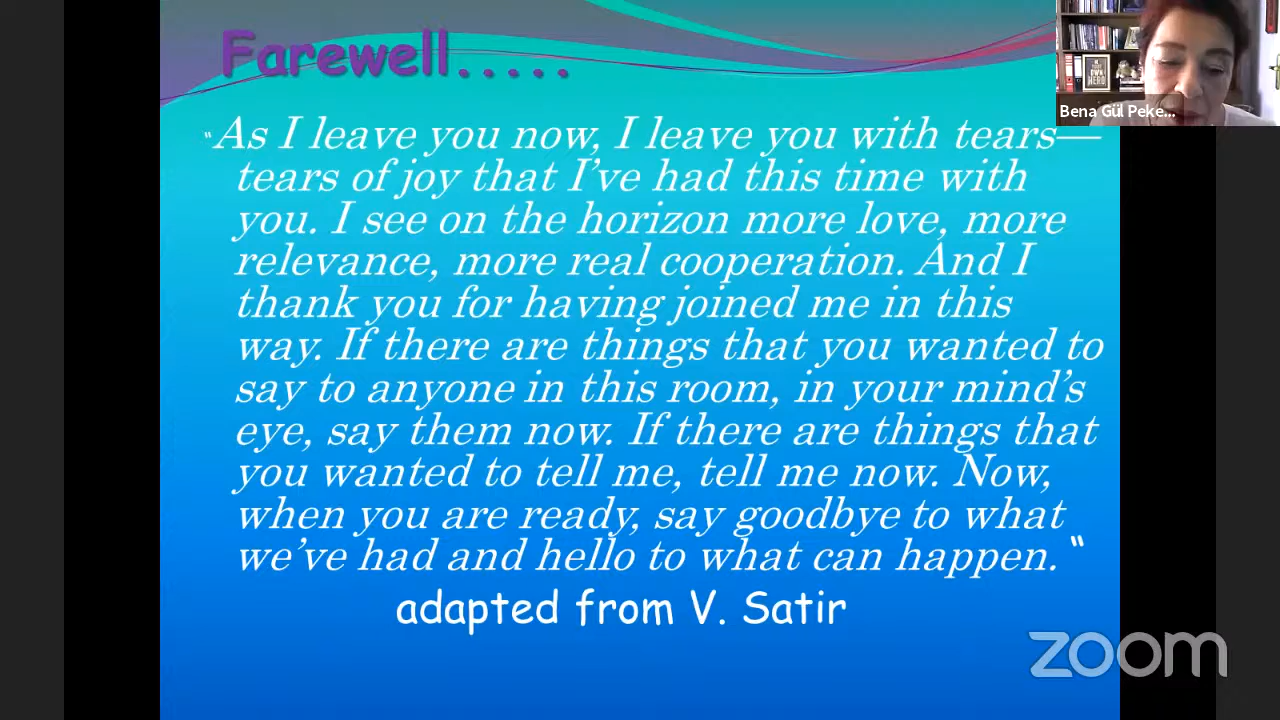 Farewell.....
Bena Gül Peke...
"As I leave you now, I leave you with tears—
tears of joy that I've had this time with
you. I see on the horizon more love, more
relevance, more real cooperation. And I
thank you for having joined me in this
way. If there are things that you wanted to
say to anyone in this room, in your mind's
eye, say them now. If there are things that
you wanted to tell me, tell me now. Now,
when you are ready, say goodbye to what
we've had and hello to what can happen."
adapted from V. Satir
zoom